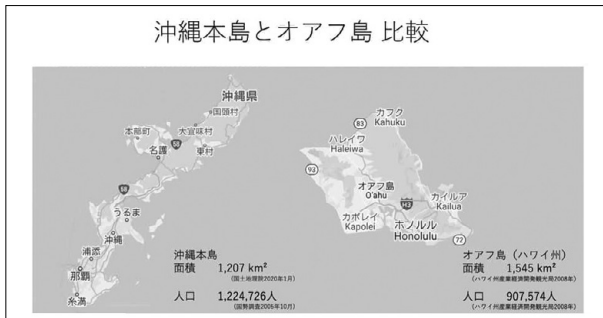 沖縄本島とオアフ島 比較
沖縄県
国頭村
大宜味村
本部町
58
東村
名護
58
うるま
沖縄
浦添
那覇
糸満
沖縄本島
面積 1,207 km²
(国土地理院2020年1月)
人口 1,224,726人
(国勢調査2005年10月)
カフク
Kahuku
83
ハレイワ
Haleiwa
93
オアフ島
O'ahu
H3
カイルア
Kailua
カポレイ
Kapolei
ホノルル
Honolulu
72
オアフ島(ハワイ州)
面積 1,545 km²
(ハワイ州産業経済開発観光局2008年)
人口 907,574人
(ハワイ州産業経済開発観光局2008年)